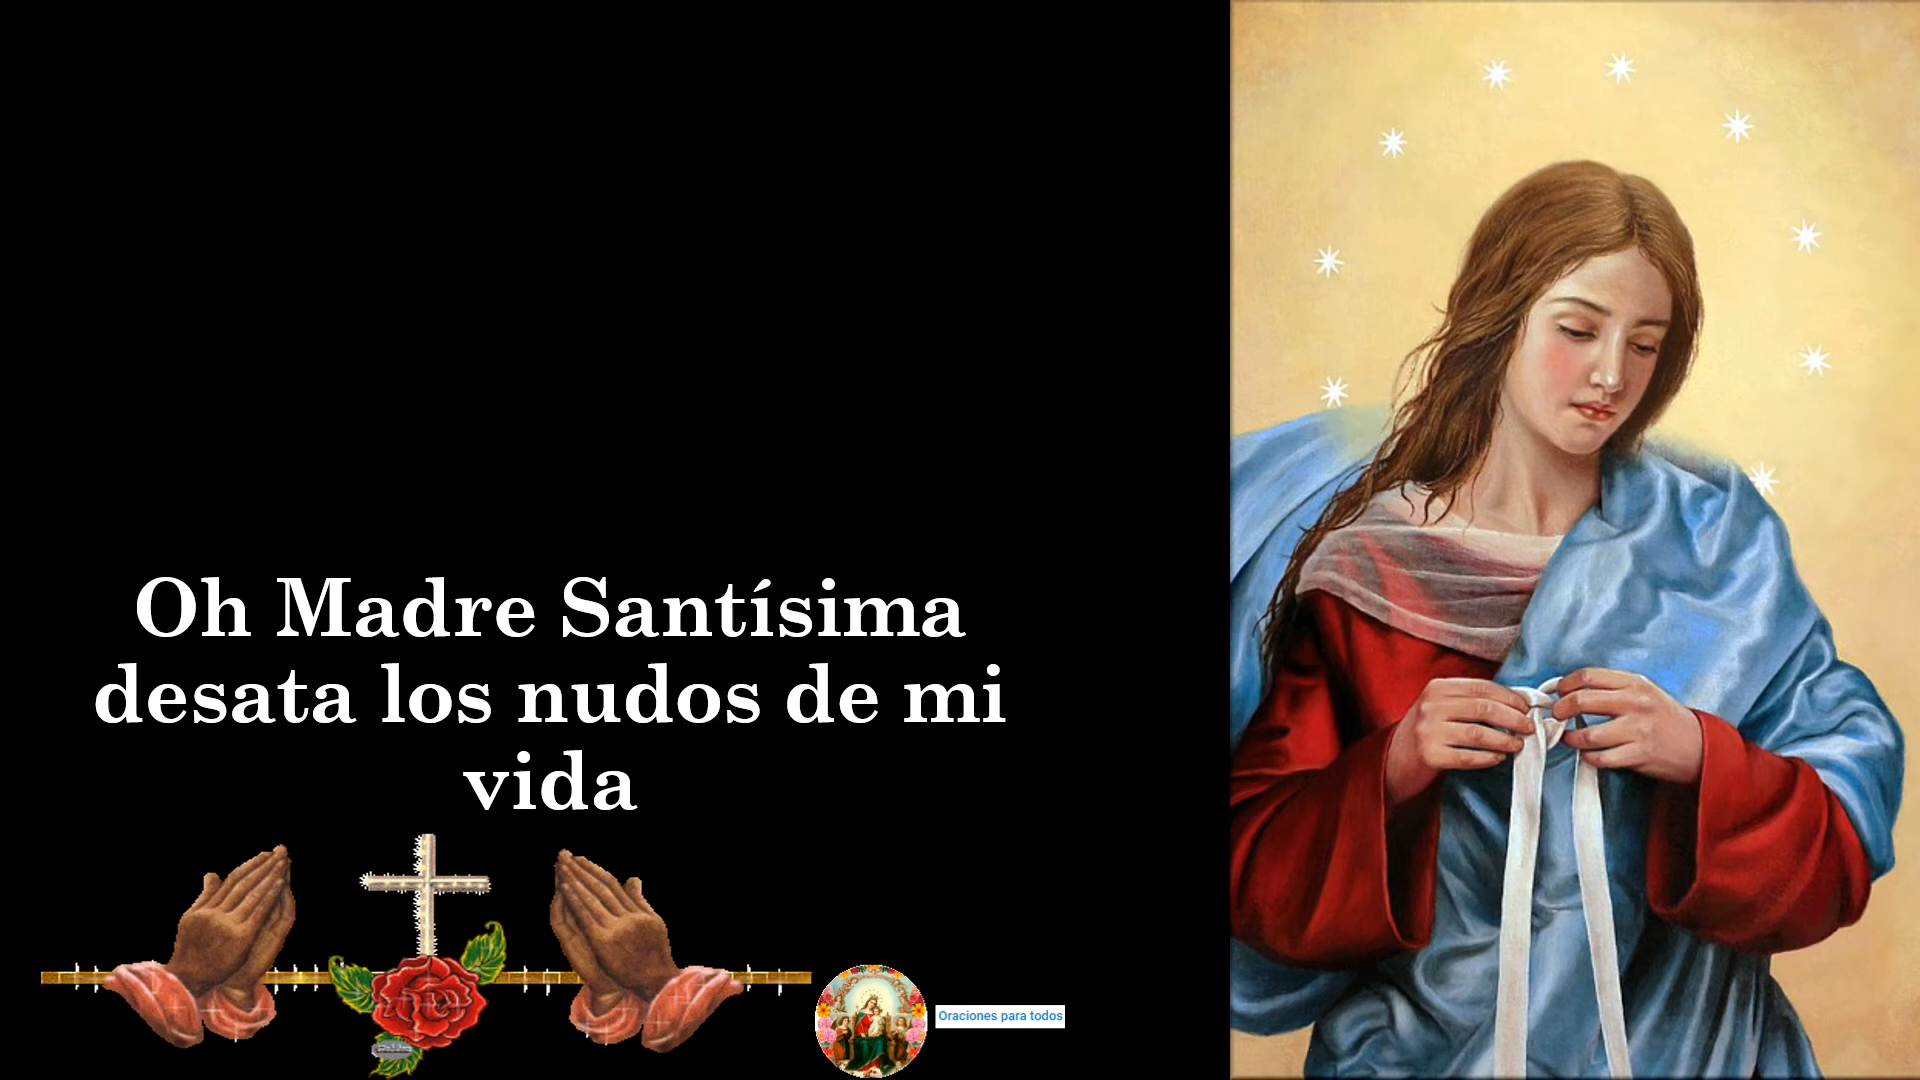 Oh Madre Santísima
desata los nudos de mi
vida
Oraciones para todos